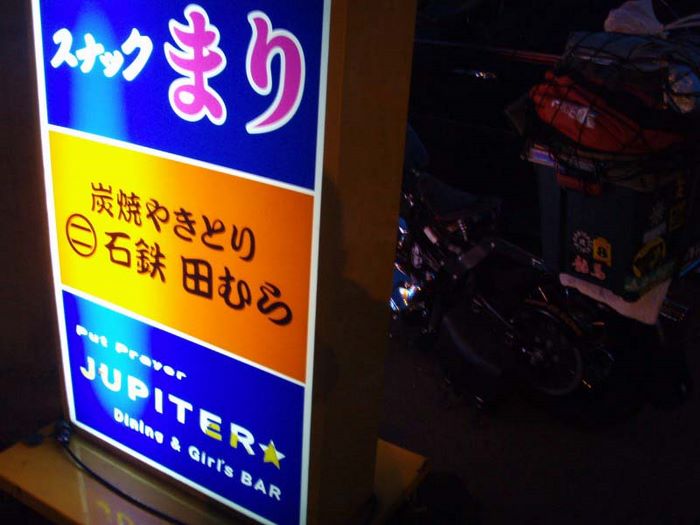 スナック まり
炭焼やきとり
㊁ 石鉄 田むら
Put Prayer
JUPITER★
Dining & Girl's BAR